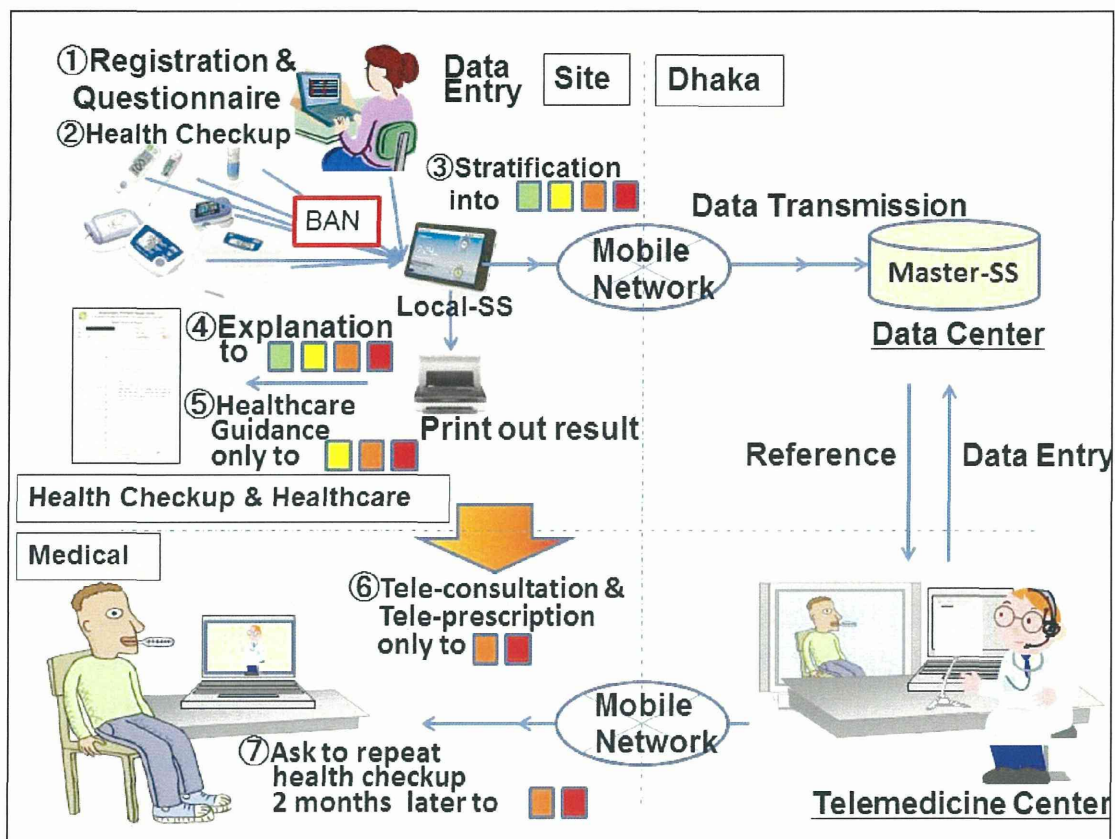 ①Registration &
Questionnaire
②Health Checkup
Data
Entry
Site
Dhaka
BAN
③Stratification
into
Local-SS
Mobile
Network
Data Transmission
Master-SS
Data Center
④Explanation
to
⑤Healthcare
Guidance
only to
Print out result
Reference
Data Entry
Health Checkup & Healthcare
Medical
⑥Tele-consultation &
Tele-prescription
only to
Mobile
Network
⑦Ask to repeat
health checkup
2 months later to
Telemedicine Center